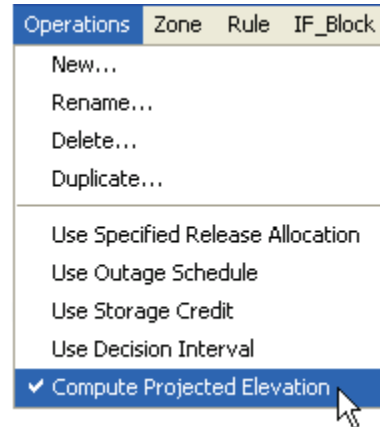 Operations Zone Rule IF_Block
New...
Rename...
Delete...
Duplicate...
Use Specified Release Allocation
Use Outage Schedule
Use Storage Credit
Use Decision Interval
✓ Compute Projected Elevation